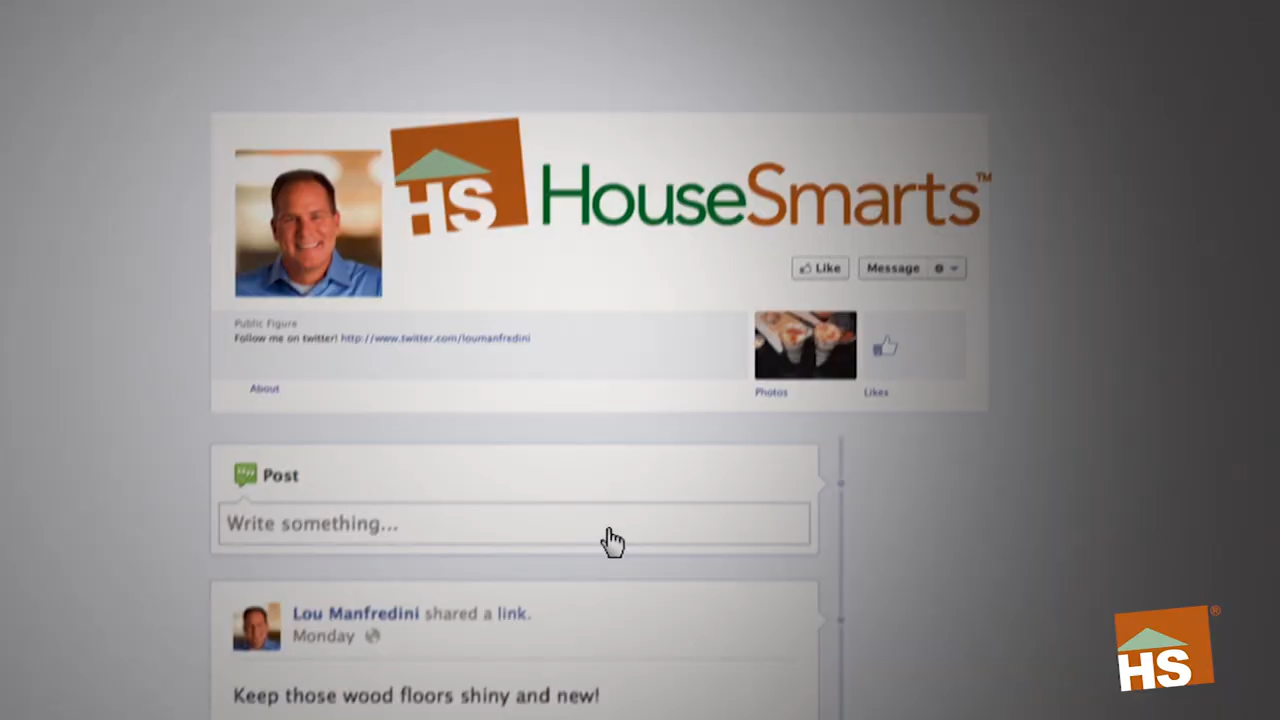 HS HouseSmarts™
Like
Message
Public Figure
Follow me on twitter! http://www.twitter.com/loumanfredini
About
Photos
Likes
Post
Write something...
Lou Manfredini shared a link.
Monday
Keep those wood floors shiny and new!
HS®